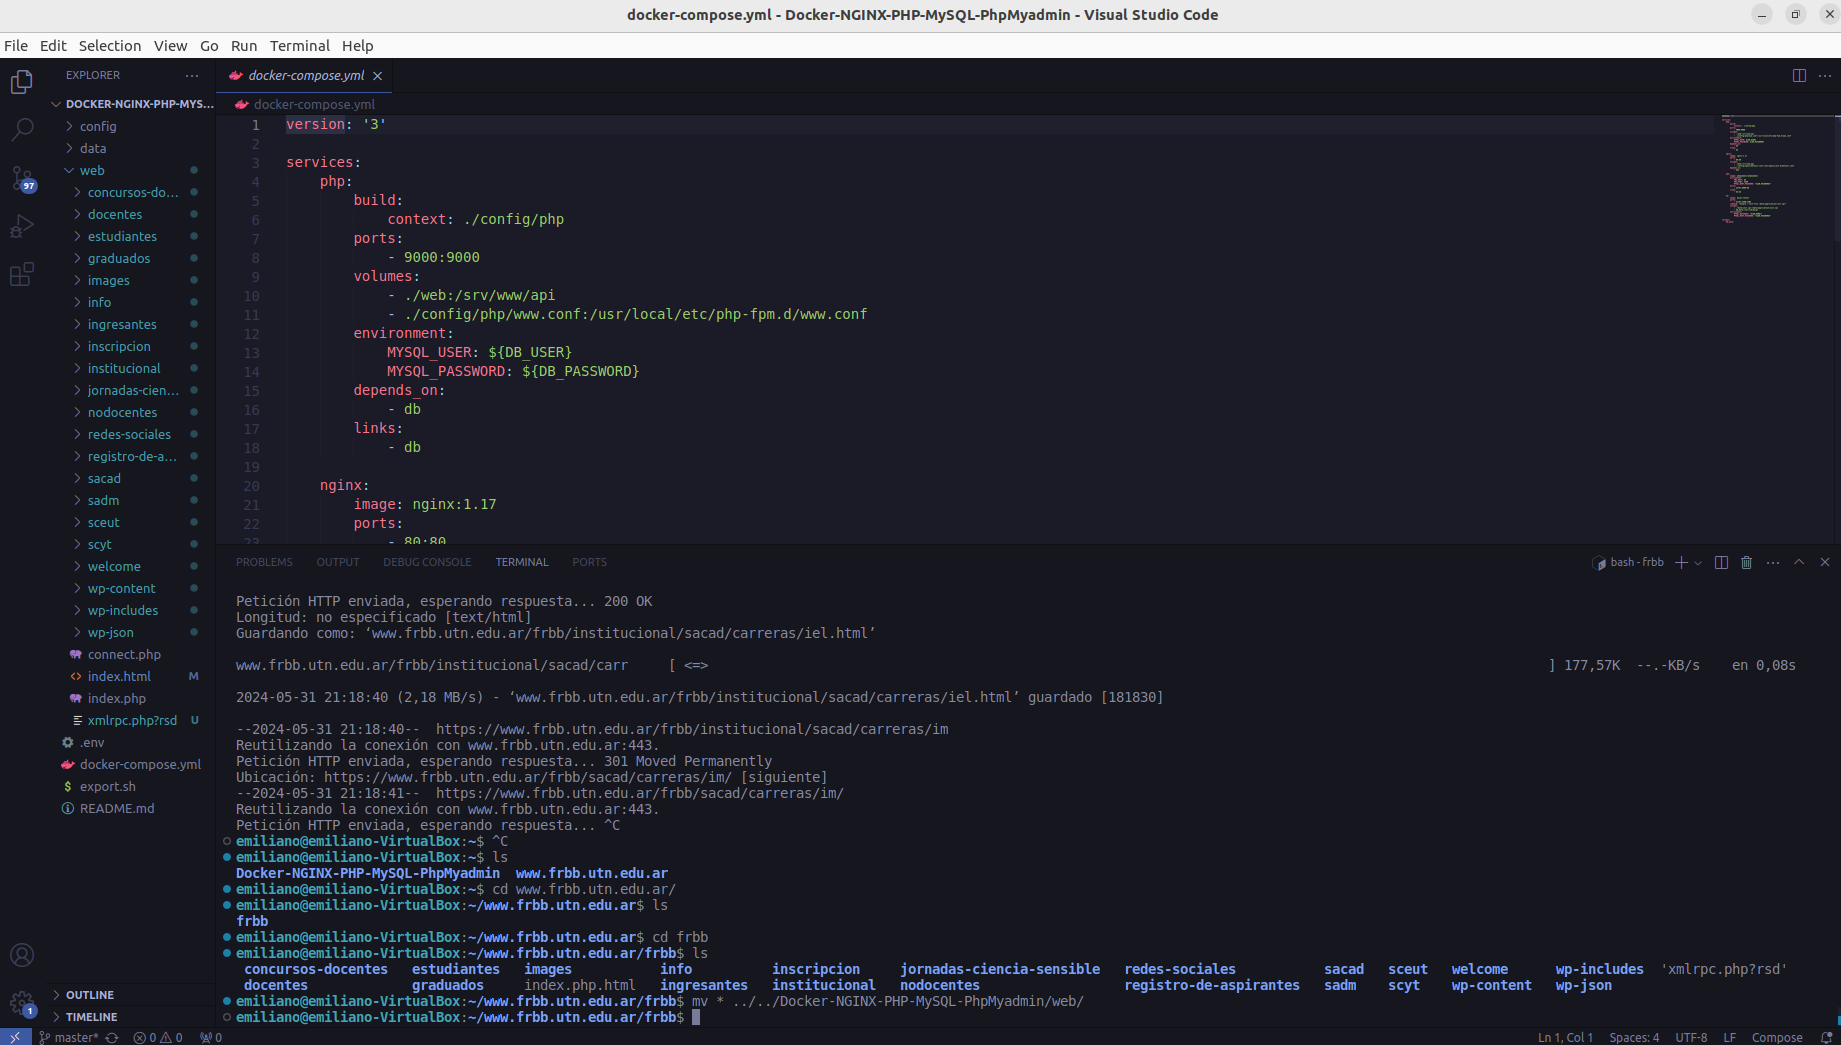 docker-compose.yml - Docker-NGINX-PHP-MySQL-PhpMyadmin - Visual Studio Code
File Edit Selection View Go Run Terminal Help
EXPLORER
DOCKER-NGINX-PHP-MYS...
config
data
web
concursos-do...
docentes
estudiantes
graduados
images
info
ingresantes
inscripcion
institucional
jornadas-cien...
nodocentes
redes-sociales
registro-de-a...
sacad
sadm
sceut
scyt
welcome
wp-content
wp-includes
wp-json
connect.php
index.html M
index.php
xmlrpc.php?rsd U
.env
docker-compose.yml
export.sh
README.md
OUTLINE
TIMELINE
97
1
docker-compose.yml
docker-compose.yml
1 version: '3'
2
3 services:
4 php:
5 build:
6 context: ./config/php
7 ports:
8 - 9000:9000
9 volumes:
10 - ./web:/srv/www/api
11 - ./config/php/www.conf:/usr/local/etc/php-fpm.d/www.conf
12 environment:
13 MYSQL_USER: ${DB_USER}
14 MYSQL_PASSWORD: ${DB_PASSWORD}
15 depends_on:
16 - db
17 links:
18 - db
19
20 nginx:
21 image: nginx:1.17
22 ports:
23 - 80:80
PROBLEMS OUTPUT DEBUG CONSOLE TERMINAL PORTS
bash - frbb
Petición HTTP enviada, esperando respuesta... 200 OK
Longitud: no especificado [text/html]
Guardando como: ‘www.frbb.utn.edu.ar/frbb/institucional/sacad/carreras/iel.html’
www.frbb.utn.edu.ar/frbb/institucional/sacad/carr [ <=> ] 177,57K --.-KB/s en 0,08s
2024-05-31 21:18:40 (2,18 MB/s) - ‘www.frbb.utn.edu.ar/frbb/institucional/sacad/carreras/iel.html’ guardado [181830]
--2024-05-31 21:18:40-- https://www.frbb.utn.edu.ar/frbb/institucional/sacad/carreras/im
Reutilizando la conexión con www.frbb.utn.edu.ar:443.
Petición HTTP enviada, esperando respuesta... 301 Moved Permanently
Ubicación: https://www.frbb.utn.edu.ar/frbb/sacad/carreras/im/ [siguiente]
--2024-05-31 21:18:41-- https://www.frbb.utn.edu.ar/frbb/sacad/carreras/im/
Reutilizando la conexión con www.frbb.utn.edu.ar:443.
Petición HTTP enviada, esperando respuesta... ^C
emiliano@emiliano-VirtualBox:~$ ^C
emiliano@emiliano-VirtualBox:~$ ls
Docker-NGINX-PHP-MySQL-PhpMyadmin www.frbb.utn.edu.ar
emiliano@emiliano-VirtualBox:~$ cd www.frbb.utn.edu.ar/
emiliano@emiliano-VirtualBox:~/www.frbb.utn.edu.ar$ ls
frbb
emiliano@emiliano-VirtualBox:~/www.frbb.utn.edu.ar$ cd frbb
emiliano@emiliano-VirtualBox:~/www.frbb.utn.edu.ar/frbb$ ls
concursos-docentes estudiantes images info inscripcion jornadas-ciencia-sensible redes-sociales sacad sceut welcome wp-includes 'xmlrpc.php?rsd'
docentes graduados index.php.html ingresantes institucional nodocentes registro-de-aspirantes sadm scyt wp-content wp-json
emiliano@emiliano-VirtualBox:~/www.frbb.utn.edu.ar/frbb$ mv * ../../Docker-NGINX-PHP-MySQL-PhpMyadmin/web/
emiliano@emiliano-VirtualBox:~/www.frbb.utn.edu.ar/frbb$
master* 0 0 0 Ln 1, Col 1 Spaces: 4 UTF-8 LF Compose